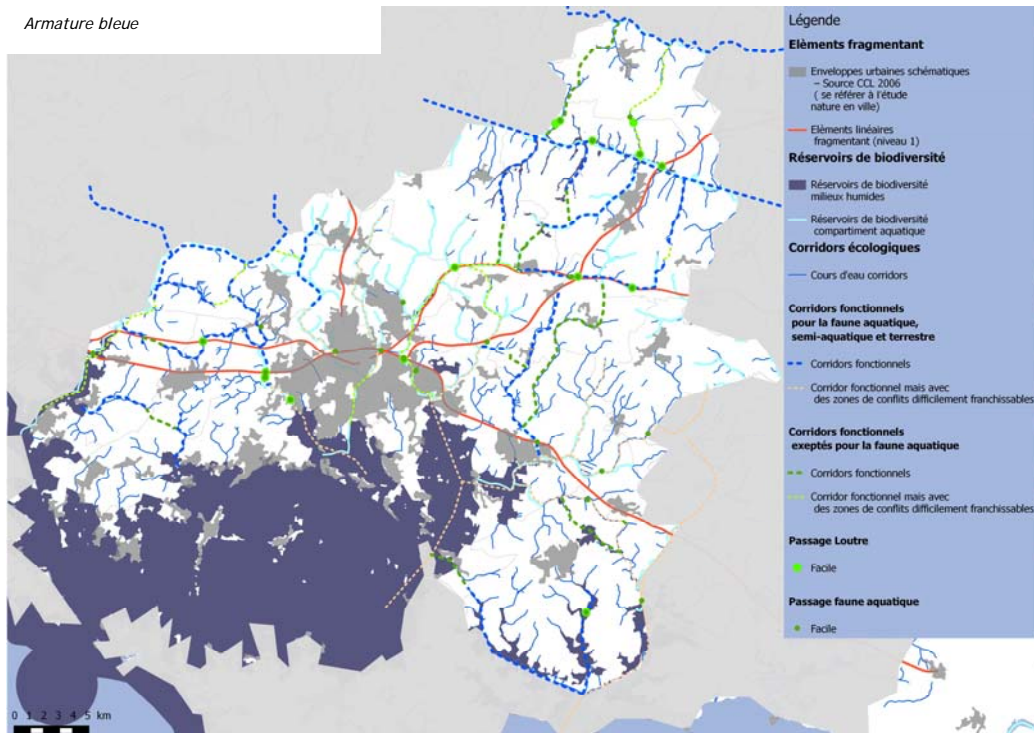 Armature bleue
Légende
Elèments fragmentant
Enveloppes urbaines schématiques
– Source CCL 2006
( se référer à l'étude
nature en ville)
Elèments linéaires
fragmentant (niveau 1)
Réservoirs de biodiversité
Réservoirs de biodiversité
milieux humides
Réservoirs de biodiversité
compartiment aquatique
Corridors écologiques
Cours d'eau corridors
Corridors fonctionnels
pour la faune aquatique,
semi-aquatique et terrestre
Corridors fonctionnels
Corridor fonctionnel mais avec
des zones de conflits difficilement franchissables
Corridors fonctionnels
exeptés pour la faune aquatique
Corridors fonctionnels
Corridor fonctionnel mais avec
des zones de conflits difficilement franchissables
Passage Loutre
Facile
Passage faune aquatique
Facile
0 1 2 3 4 5 km